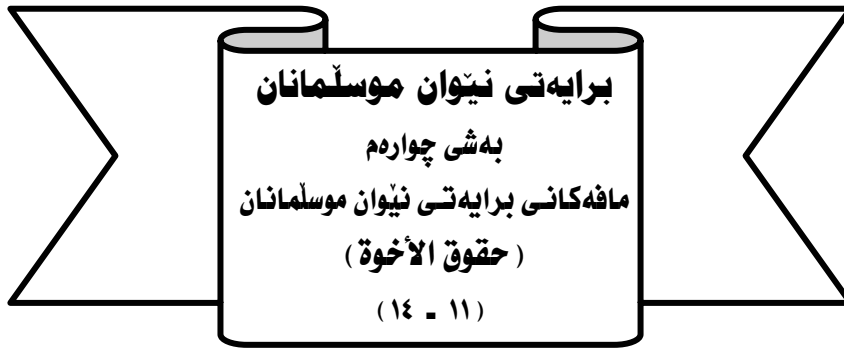 برایەتی نێوان موسڵمانان
بەشی چوارەم
مافەکانی برایەتی نێوان موسڵمانان
( حقوق الأخوة )
( ١١ - ١٤ )